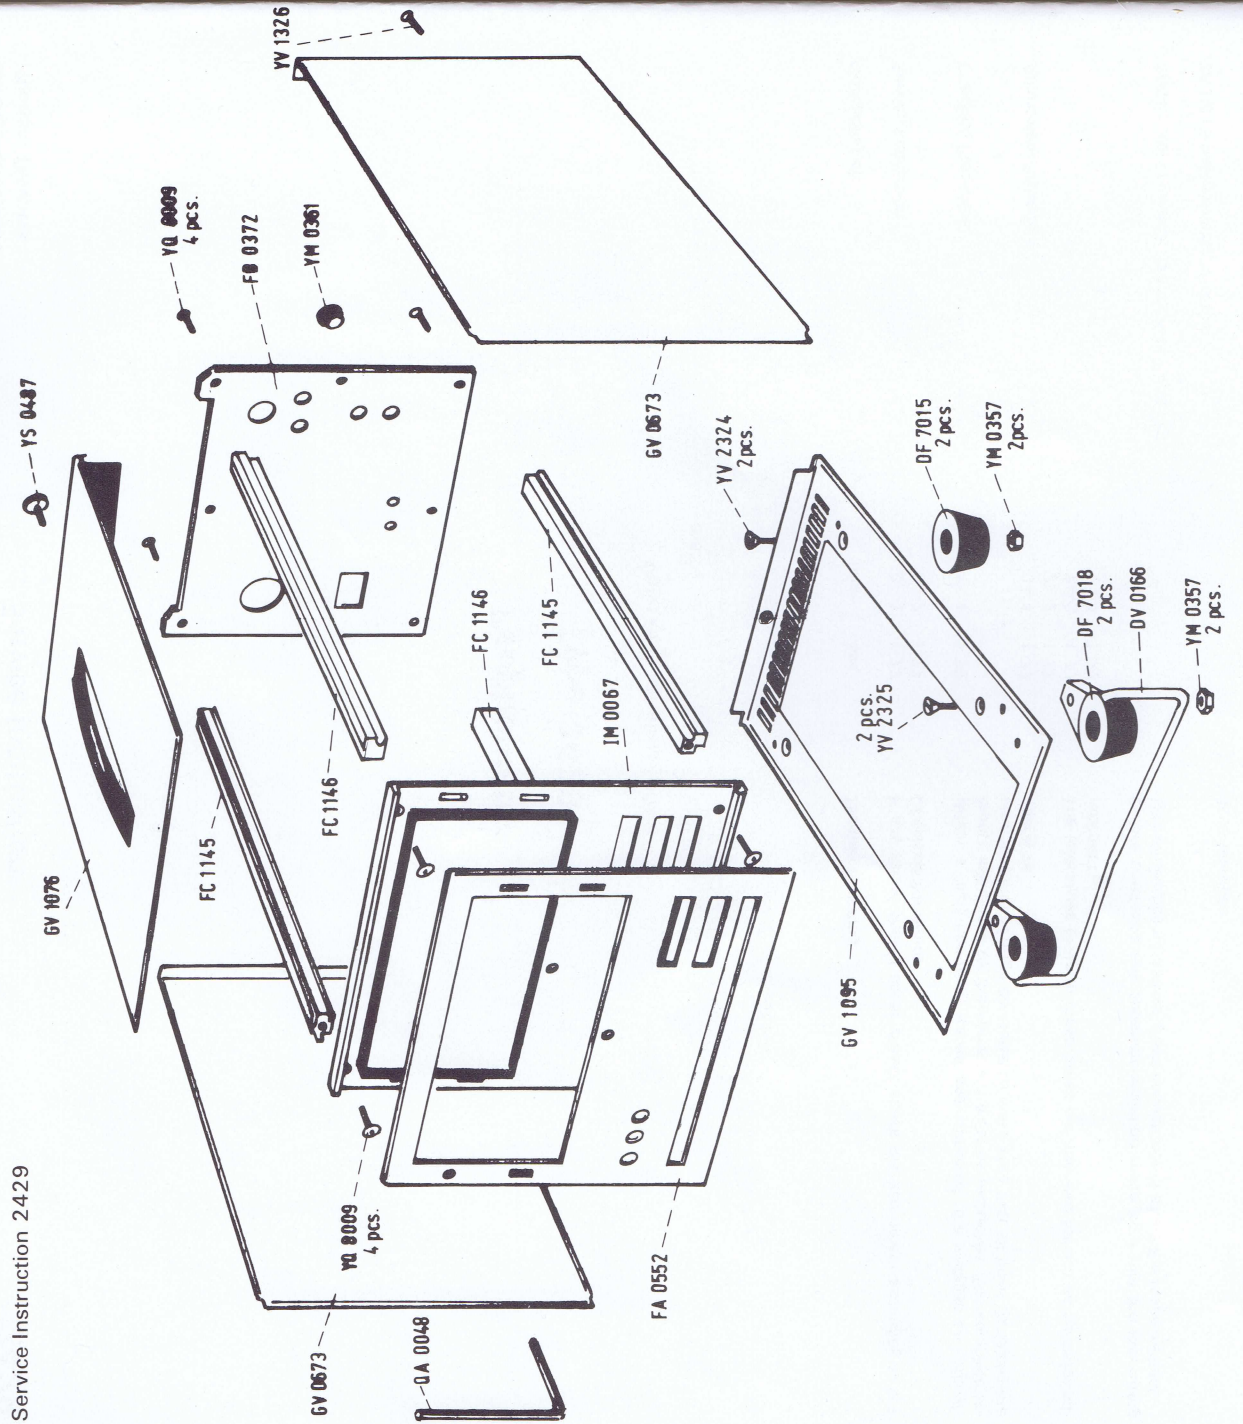 Service Instruction 2429
YV 1326
YQ 8009
4 pcs.
FB 0372
YM 0361
YS 0487
GV 1076
FC 1145
FC 1146
FC 1146
FC 1145
IM 0067
GV 0673
YV 2324
2pcs.
DF 7015
2 pcs.
YM 0357
2pcs.
2 pcs.
YV 2325
DF 7018
2 pcs.
DV 0166
YM 0357
2 pcs.
GV 1095
YQ 8009
4 pcs.
FA 0552
GV 0673
QA 0048